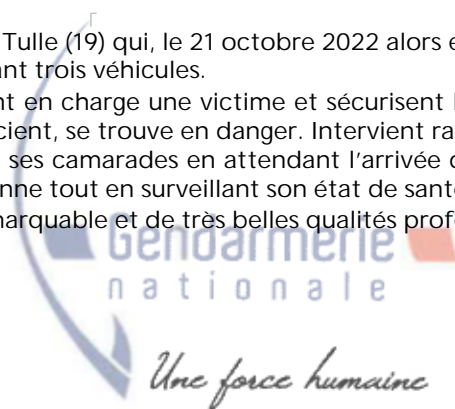 Tulle (19) qui, le 21 octobre 2022 alors e
nt trois véhicules.
nt en charge une victime et sécurisent l
cient, se trouve en danger. Intervient ra
ses camarades en attendant l'arrivée d
nne tout en surveillant son état de santé
marquable et de très belles qualités prof
Gendarmerie
nationale
Une force humaine